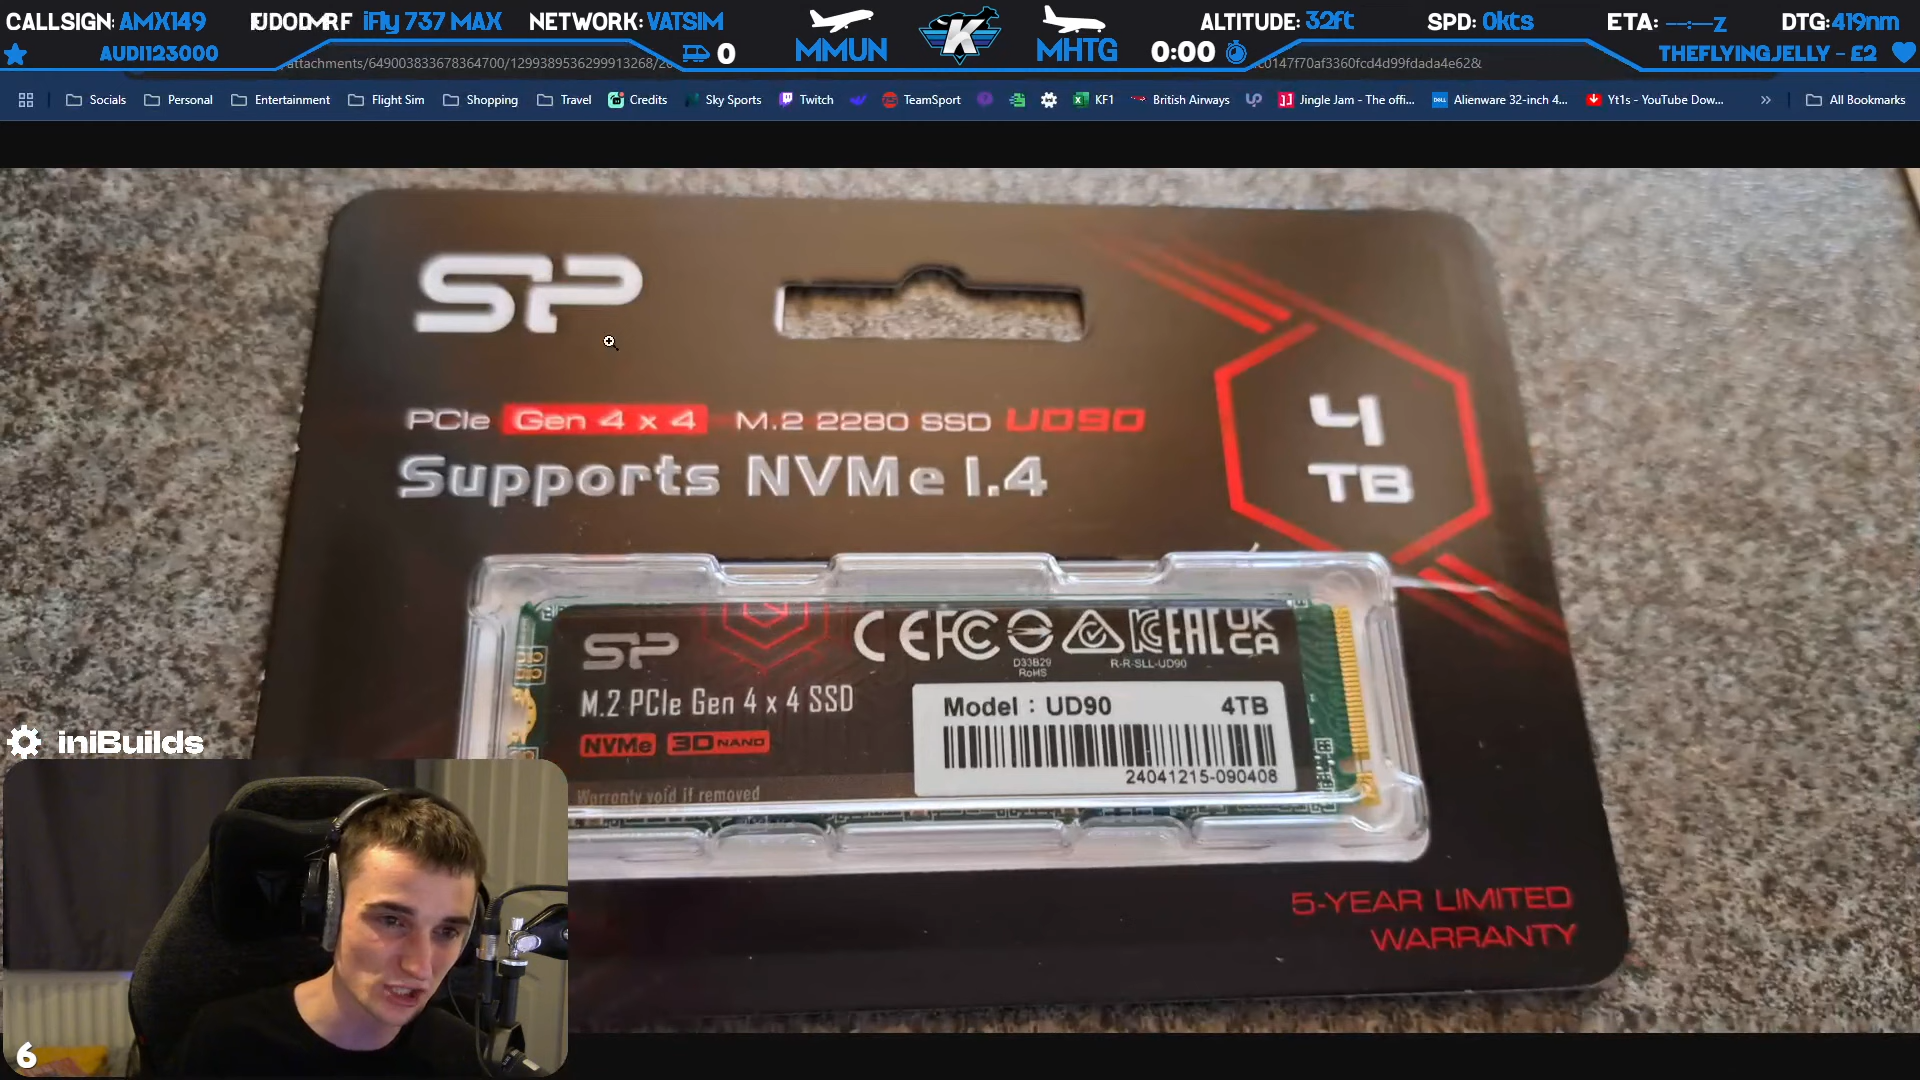 CALLSIGN: AMX149
iFly 737 MAX
NETWORK: VATSIM
MMUN
K
MHTG
ALTITUDE: 32ft
SPD: 0kts
ETA: --:--Z
DTG:419nm
AUDI123000
0
0:00
THEFLYINGJELLY - £2
attachments/649003833678364700/1299389536299913268/2
c0147f70af3360fcd4d99fdada4e62&
Socials
Personal
Entertainment
Flight Sim
Shopping
Travel
Credits
Sky Sports
Twitch
TeamSport
KF1
British Airways
Jingle Jam - The offi...
Alienware 32-inch 4...
Yt1s - YouTube Dow...
All Bookmarks
SP
PCIe Gen 4 x 4 M.2 2280 SSD UD90
Supports NVMe 1.4
4
TB
SP
CE FC
EAC UK
CA
D33B29
RoHS
R-R-SLL-UD90
M.2 PCIe Gen 4 x 4 SSD
NVMe 3D NAND
Warranty void if removed
Model : UD90 4TB
24041215-090408
5-YEAR LIMITED
WARRANTY
iniBuilds
6